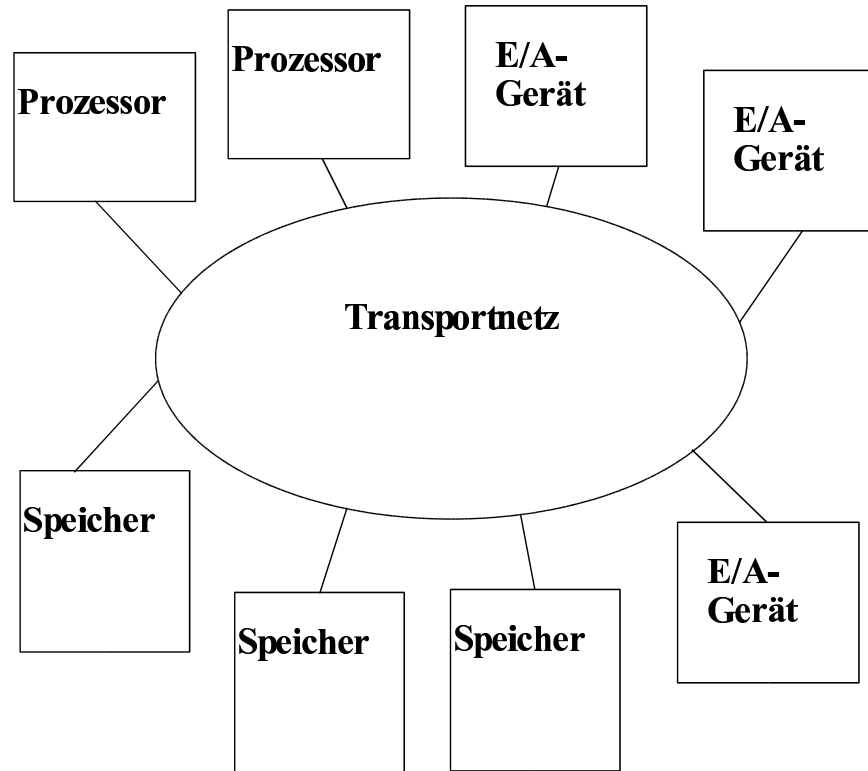 Prozessor
Prozessor
E/A-
Gerät
E/A-
Gerät
Transportnetz
Speicher
Speicher
Speicher
E/A-
Gerät